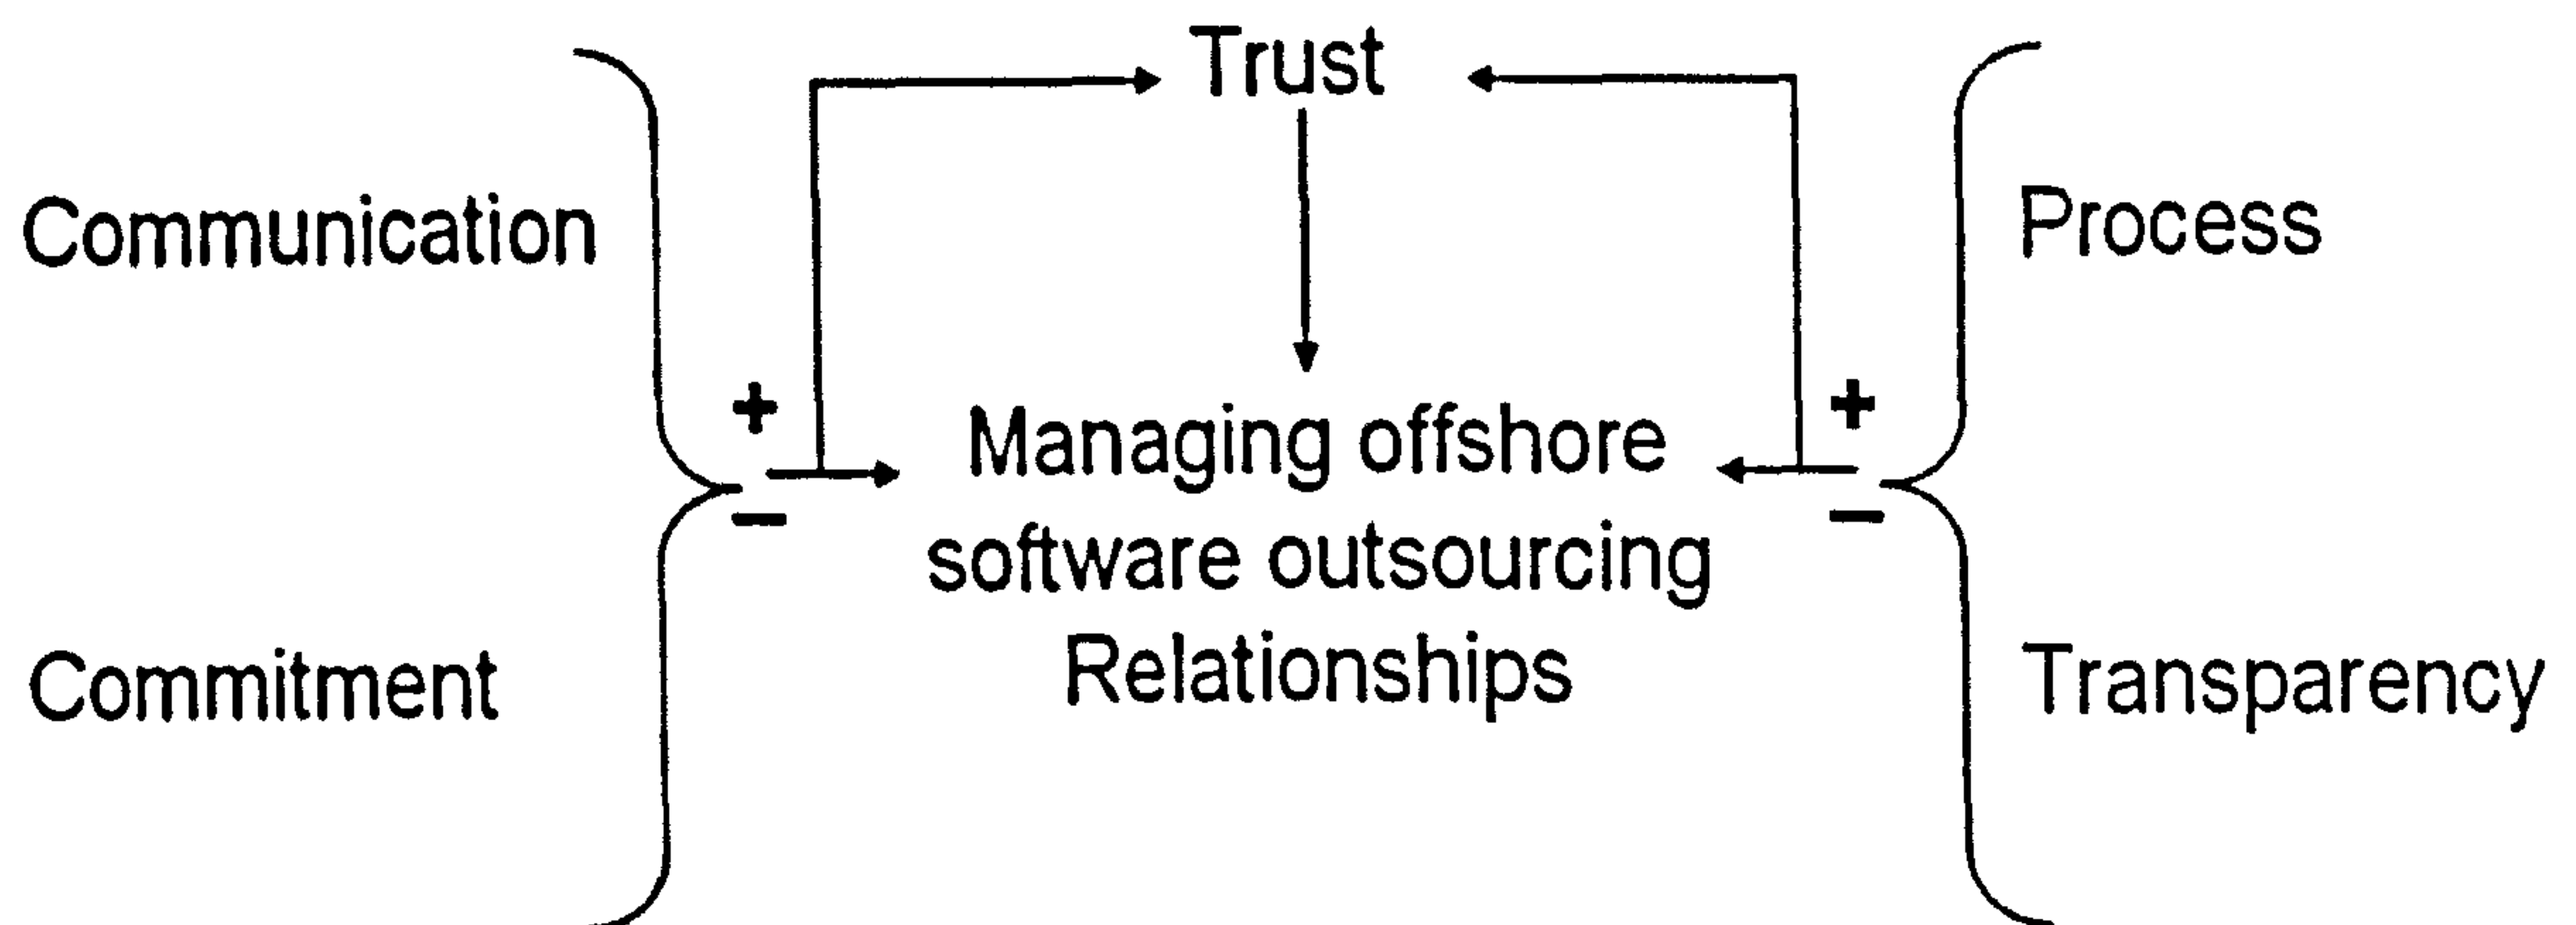 Trust
Communication
Process
+
+
Managing offshore
−
−
software outsourcing
Relationships
Commitment
Transparency